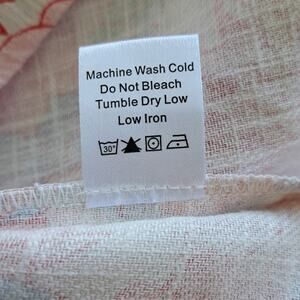 Machine Wash Cold
Do Not Bleach
Tumble Dry Low
Low Iron
30°